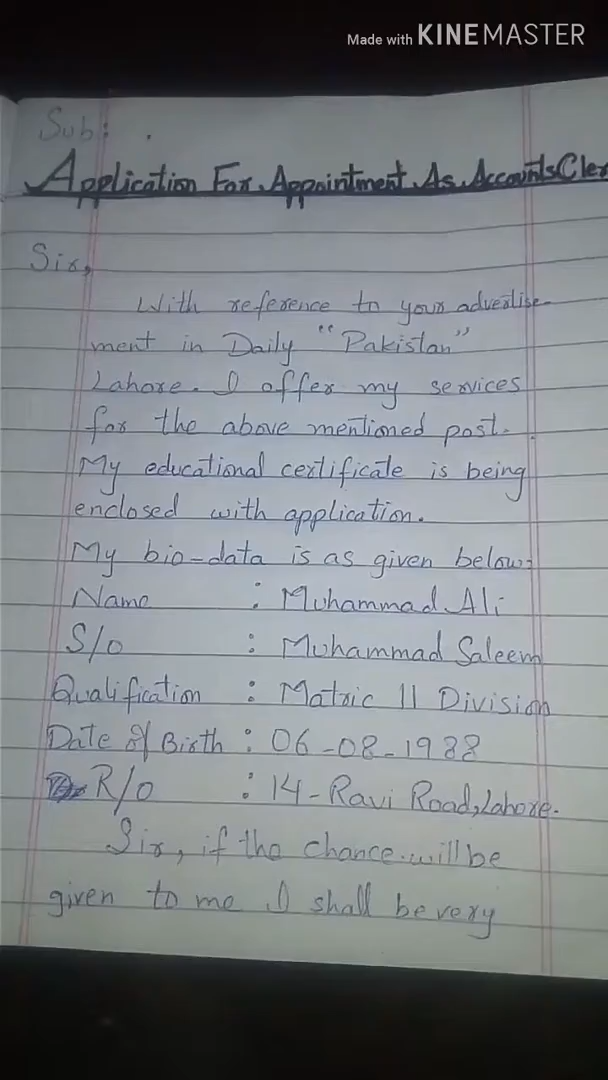 Made with KINEMASTER
Sub:
Application For Appointment As Accounts Cler
Sir,
With reference to your advertise-
ment in Daily "Pakistan"
Lahore. I offer my services
for the above mentioned post.
My educational certificate is being
enclosed with application.
My bio-data is as given below:
Name : Muhammad Ali
S/o : Muhammad Saleem
Qualification : Matric II Division
Date of Birth : 06-08-1988
R/o : 14-Ravi Road, Lahore.
Sir, if the chance will be
given to me I shall be very